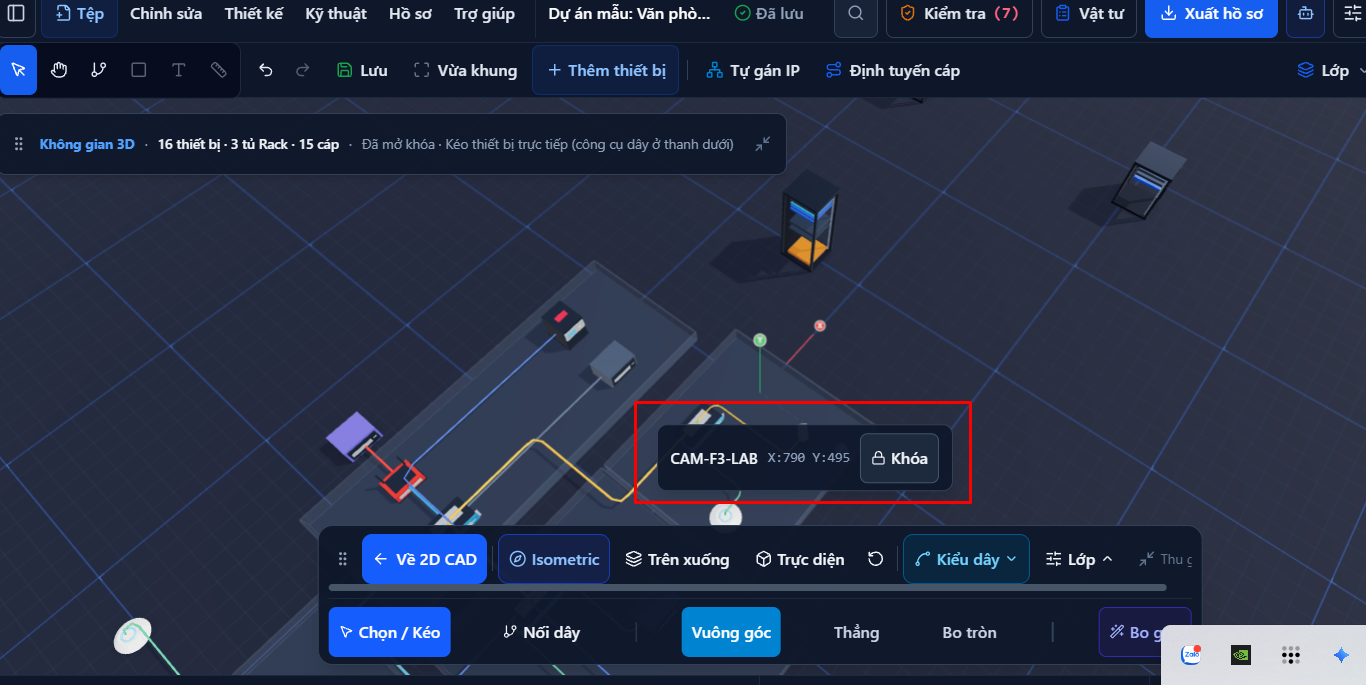 Tệp Chỉnh sửa Thiết kế Kỹ thuật Hồ sơ Trợ giúp Dự án mẫu: Văn phò... Đã lưu Kiểm tra (7) Vật tư Xuất hồ sơ
T Lưu Vừa khung + Thêm thiết bị Tự gán IP Định tuyến cáp Lớp
Không gian 3D · 16 thiết bị · 3 tủ Rack · 15 cáp · Đã mở khóa · Kéo thiết bị trực tiếp (công cụ dây ở thanh dưới)
Y X
CAM-F3-LAB X:790 Y:495 Khóa
Về 2D CAD Isometric Trên xuống Trực diện Kiểu dây Lớp Thu g
Chọn / Kéo Nối dây Vuông góc Thẳng Bo tròn Bo g
Zalo